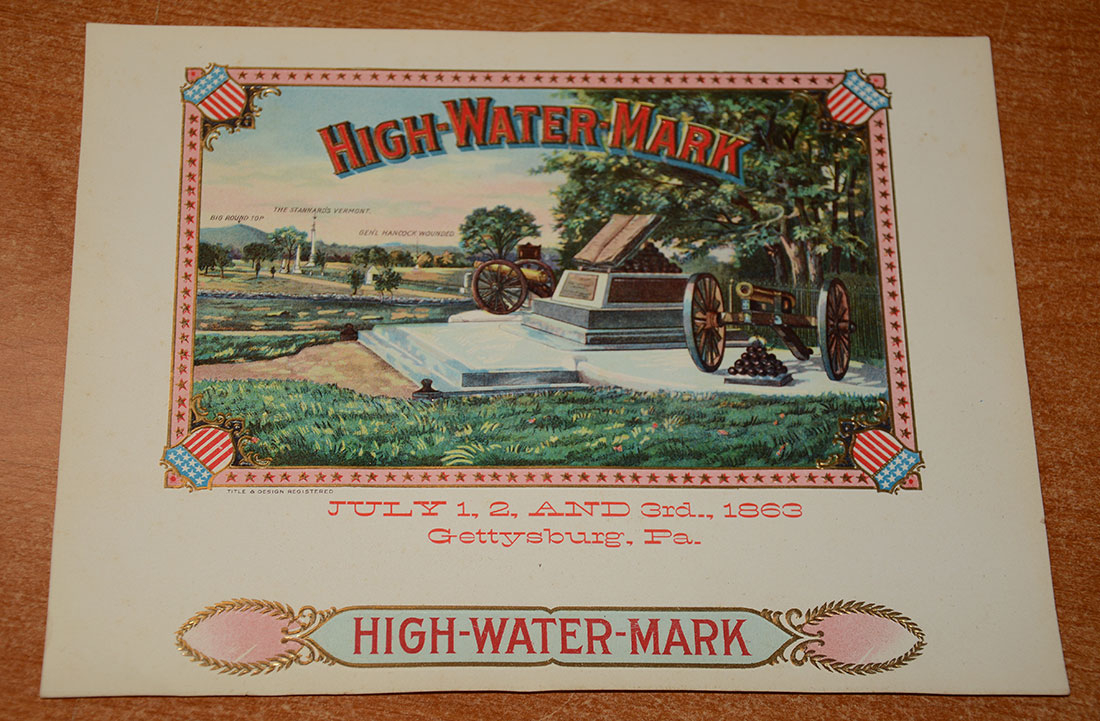 HIGH-WATER-MARK
THE STANHARD'S VERMONT.
BIG ROUND TOP
GEN'L HANCOCK WOUNDED.
TITLE & DESIGN REGISTERED
JULY 1, 2, AND 3rd., 1863
Gettysburg, Pa.
HIGH-WATER-MARK